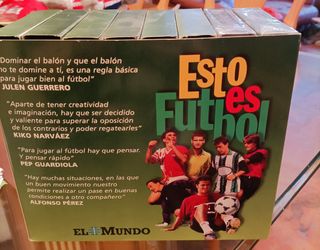 Dominar el balón y que el balón
no te domine a tí, es una regla básica
para jugar bien al fútbol"
JULEN GUERRERO
"Aparte de tener creatividad
e imaginación, hay que ser decidido
y valiente para superar la oposición
de los contrarios y poder regatearles"
KIKO NARVÁEZ
"Para jugar al fútbol hay que pensar.
Y pensar rápido"
PEP GUARDIOLA
"Hay muchas situaciones, en las que
un buen movimiento nuestro
permite realizar un pase en buenas
condiciones a otro compañero"
ALFONSO PÉREZ
Esto
es
Futbol
EL MUNDO